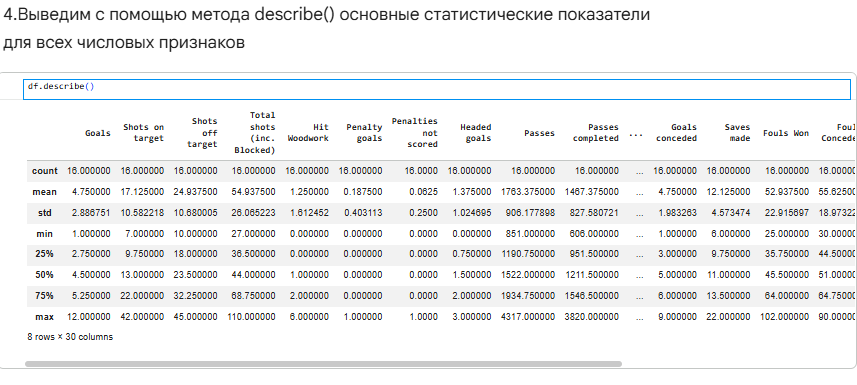 4.Выведим с помощью метода describe() основные статистические показатели
для всех числовых признаков
df.describe()
Goals Shots on target Shots off target Total shots (inc. Blocked) Hit Woodwork Penalty goals Penalties not scored Headed goals Passes Passes completed ... Goals conceded Saves made Fouls Won Foul Concede
count 16.000000 16.000000 16.000000 16.000000 16.000000 16.000000 16.0000 16.000000 16.000000 16.000000 ... 16.000000 16.000000 16.000000 16.00000
mean 4.750000 17.125000 24.937500 54.937500 1.250000 0.187500 0.0625 1.375000 1763.375000 1467.375000 ... 4.750000 12.125000 52.937500 55.62500
std 2.886751 10.582218 10.680005 26.065223 1.612452 0.403113 0.2500 1.024695 906.177898 827.580721 ... 1.983263 4.573474 22.915697 18.97322
min 1.000000 7.000000 10.000000 27.000000 0.000000 0.000000 0.0000 0.000000 851.000000 606.000000 ... 1.000000 6.000000 25.000000 30.00000
25% 2.750000 9.750000 18.000000 36.500000 0.000000 0.000000 0.0000 0.750000 1190.750000 951.500000 ... 3.000000 9.750000 35.750000 44.50000
50% 4.500000 13.000000 23.500000 44.000000 1.000000 0.000000 0.0000 1.500000 1522.000000 1211.500000 ... 5.000000 11.000000 45.500000 51.00000
75% 5.250000 22.000000 32.250000 68.750000 2.000000 0.000000 0.0000 2.000000 1934.750000 1546.500000 ... 6.000000 13.500000 64.000000 64.75000
max 12.000000 42.000000 45.000000 110.000000 6.000000 1.000000 1.0000 3.000000 4317.000000 3820.000000 ... 9.000000 22.000000 102.000000 90.00000
8 rows × 30 columns